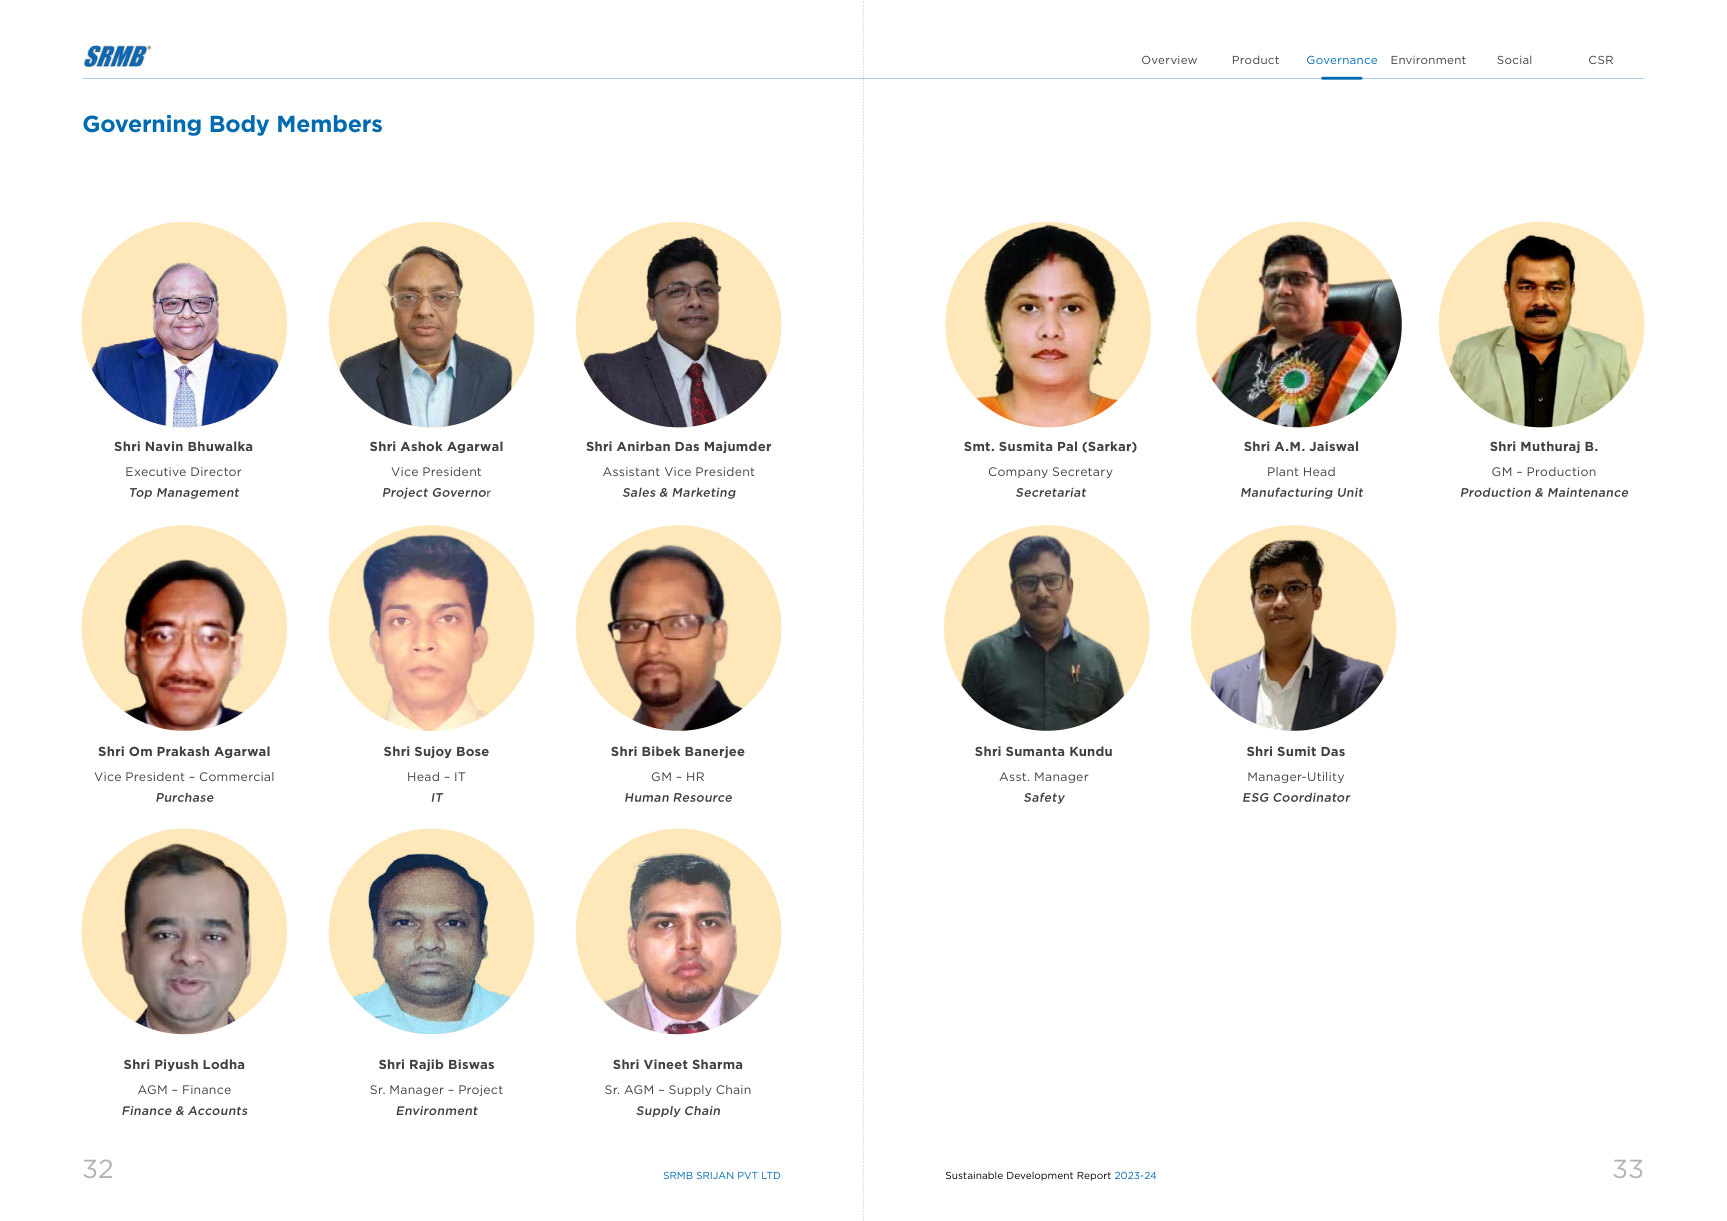 SRMB
Overview Product Governance Environment Social CSR
Governing Body Members
Shri Navin Bhuwalka
Executive Director
Top Management
Shri Ashok Agarwal
Vice President
Project Governor
Shri Anirban Das Majumder
Assistant Vice President
Sales & Marketing
Shri Om Prakash Agarwal
Vice President – Commercial
Purchase
Shri Sujoy Bose
Head – IT
IT
Shri Bibek Banerjee
GM – HR
Human Resource
Shri Piyush Lodha
AGM – Finance
Finance & Accounts
Shri Rajib Biswas
Sr. Manager – Project
Environment
Shri Vineet Sharma
Sr. AGM – Supply Chain
Supply Chain
32
SRMB SRIJAN PVT LTD
Smt. Susmita Pal (Sarkar)
Company Secretary
Secretariat
Shri A.M. Jaiswal
Plant Head
Manufacturing Unit
Shri Muthuraj B.
GM – Production
Production & Maintenance
Shri Sumanta Kundu
Asst. Manager
Safety
Shri Sumit Das
Manager-Utility
ESG Coordinator
Sustainable Development Report 2023-24
33